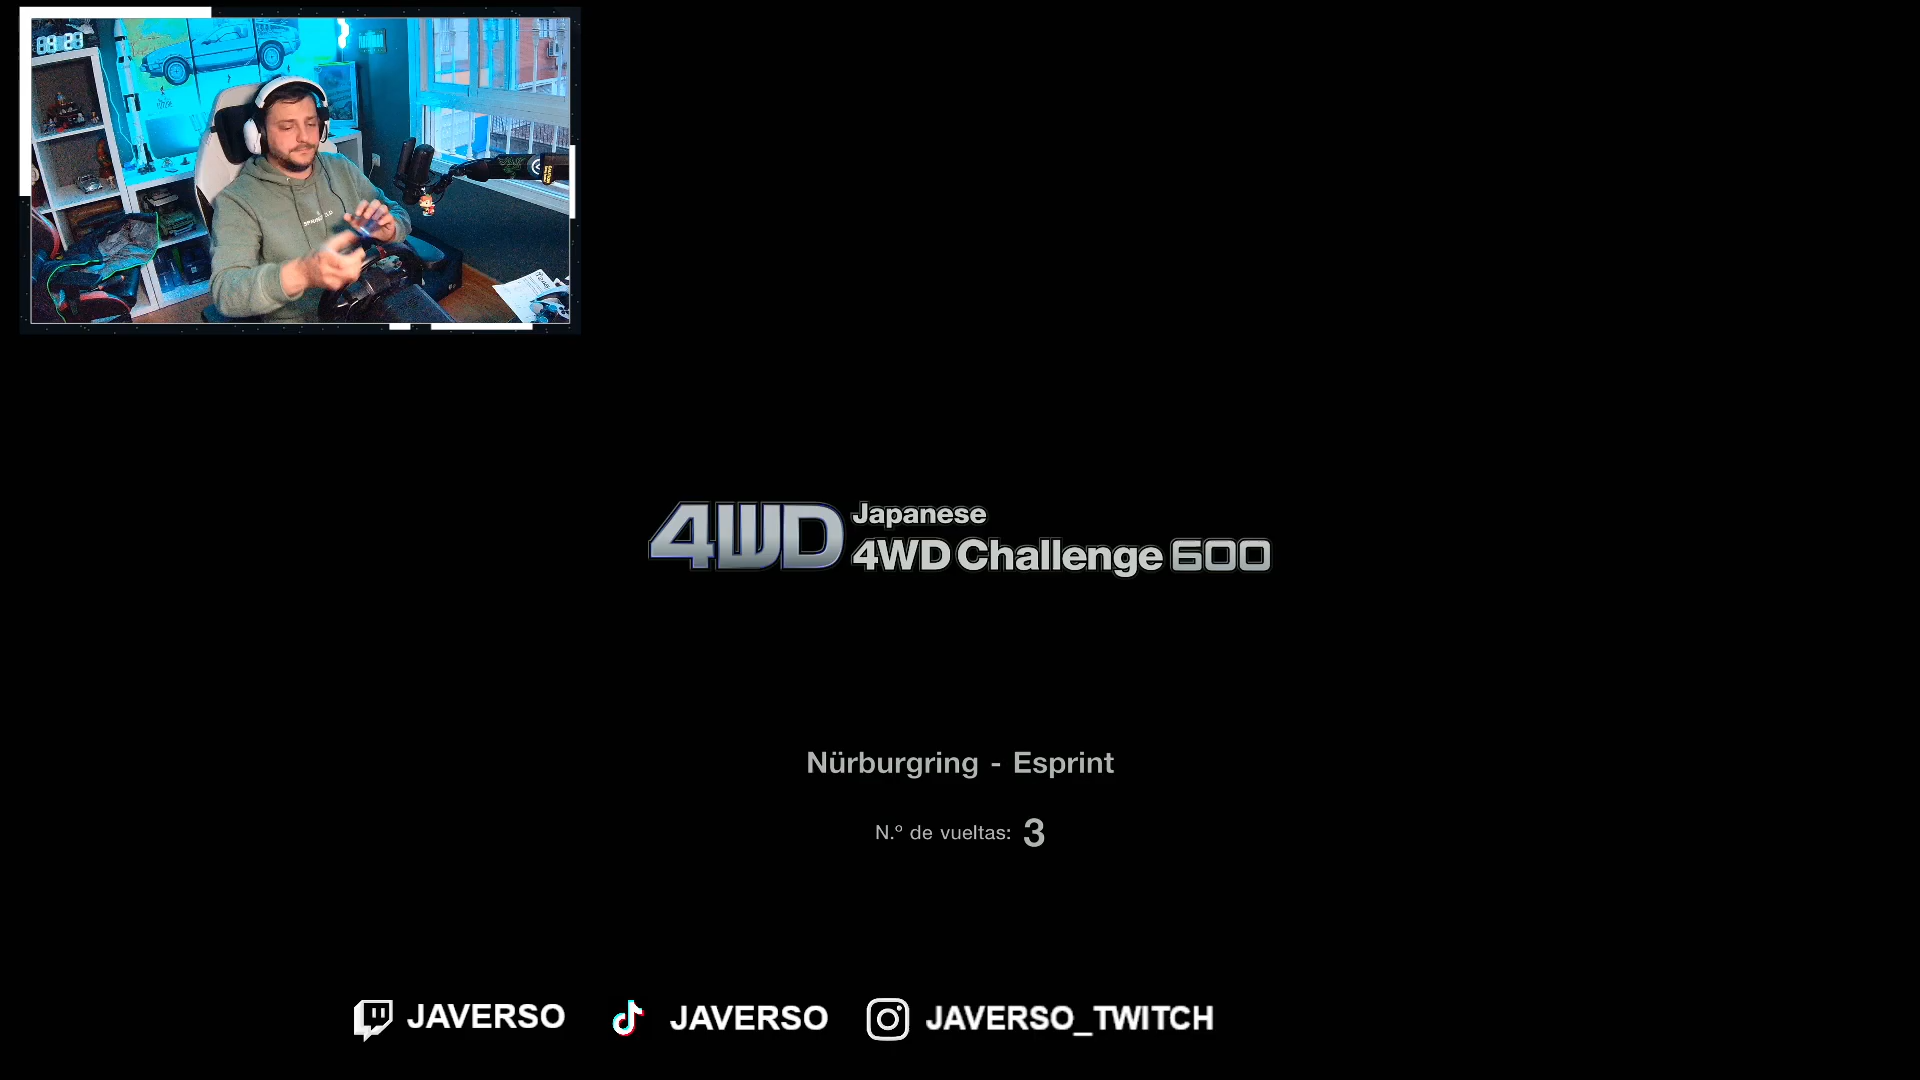 4WD Japanese
4WD Challenge 600
Nürburgring - Esprint
N.º de vueltas: 3
JAVERSO JAVERSO JAVERSO_TWITCH